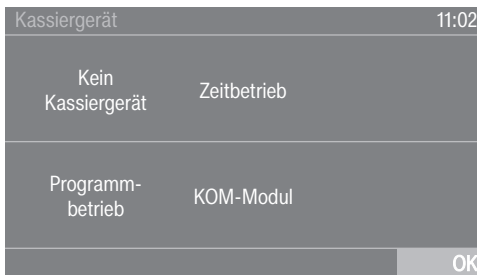 Kassiergerät 11:02
Kein
Kassiergerät
Zeitbetrieb
Programm-
betrieb
KOM-Modul
OK